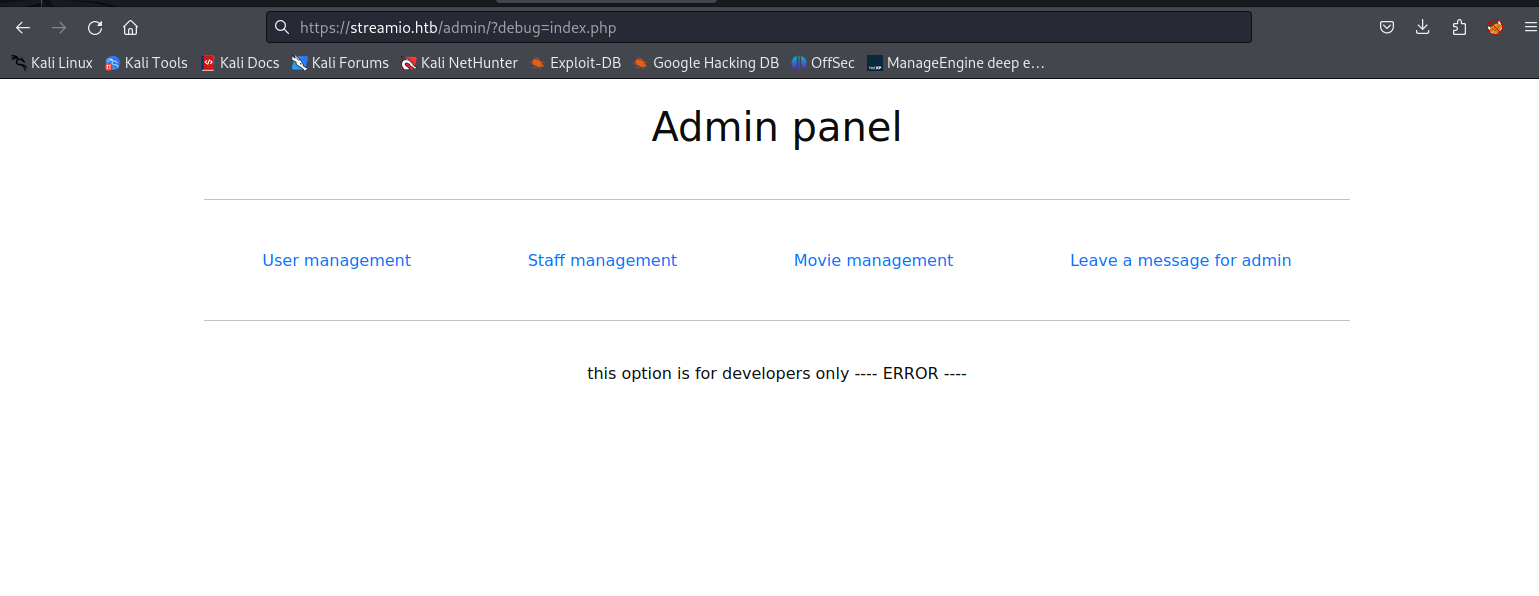 https://streamio.htb/admin/?debug=index.php
Kali Linux Kali Tools Kali Docs Kali Forums Kali NetHunter Exploit-DB Google Hacking DB OffSec ManageEngine deep e...
Admin panel
User management Staff management Movie management Leave a message for admin
this option is for developers only ---- ERROR ----